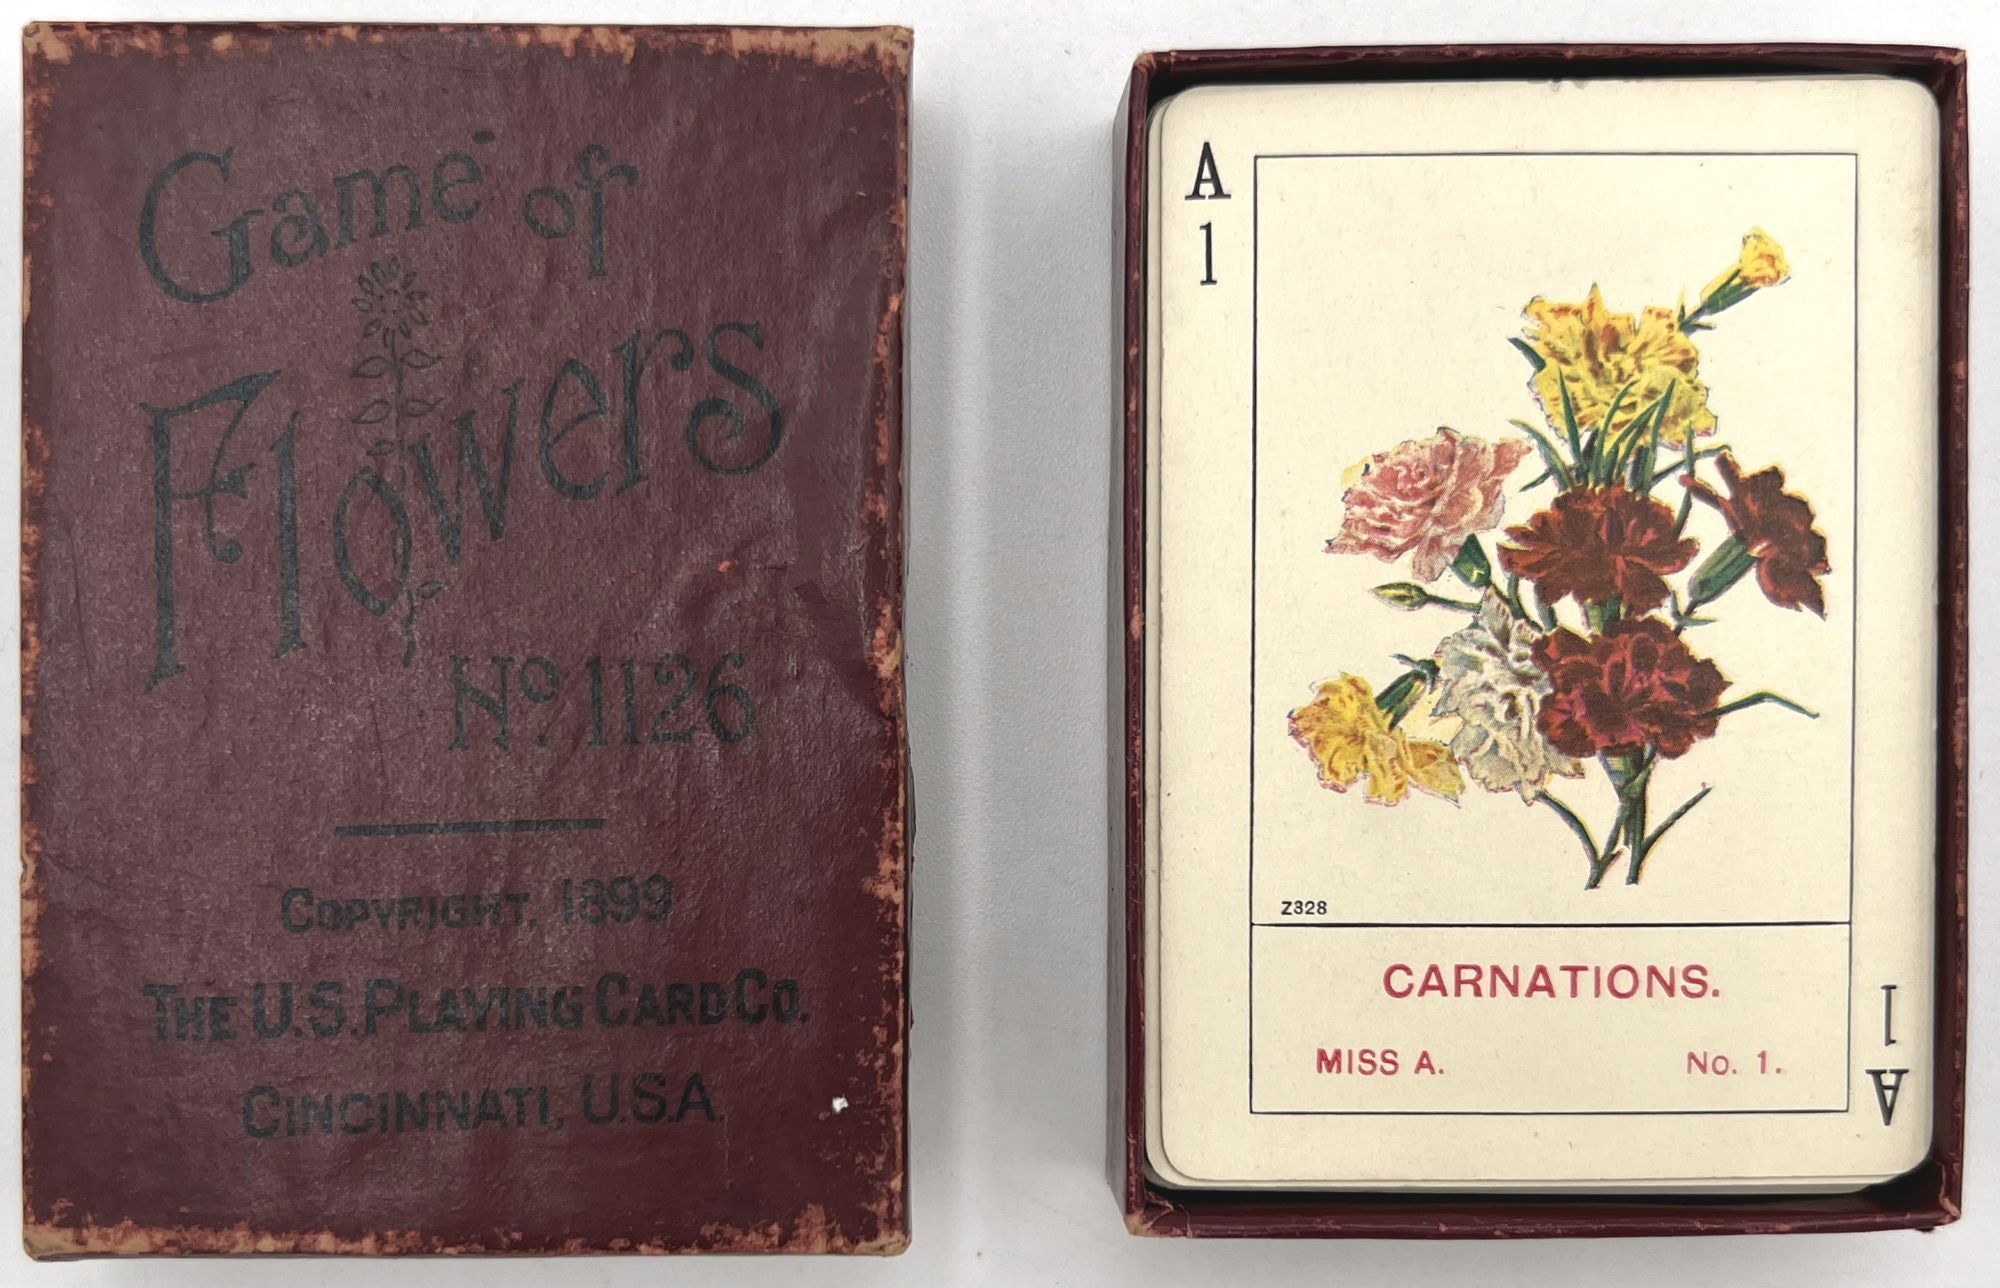 Game of
Flowers
No. 1126
COPYRIGHT, 1899
THE U.S. PLAYING CARD CO.
CINCINNATI, U.S.A.
A
1
Z328
CARNATIONS.
MISS A.
No. 1.
1
A